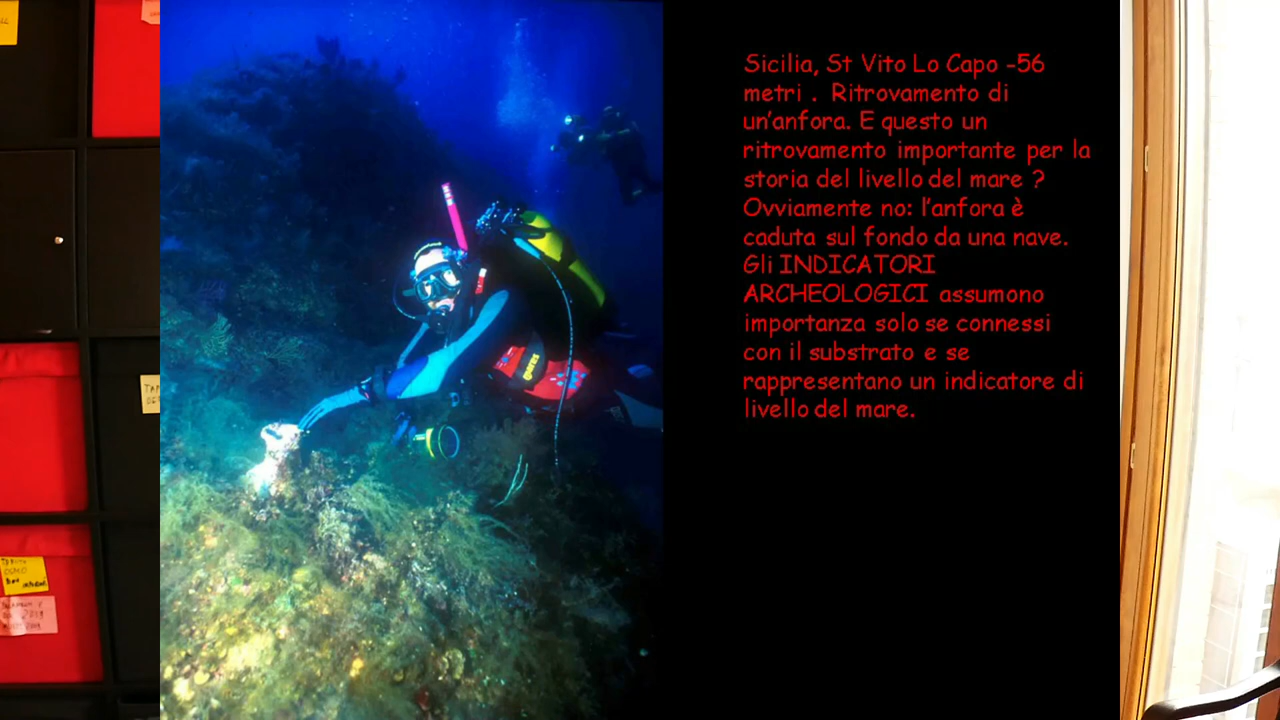 Sicilia, St Vito Lo Capo -56
metri . Ritrovamento di
un'anfora. E questo un
ritrovamento importante per la
storia del livello del mare ?
Ovviamente no: l'anfora è
caduta sul fondo da una nave.
Gli INDICATORI
ARCHEOLOGICI assumono
importanza solo se connessi
con il substrato e se
rappresentano un indicatore di
livello del mare.